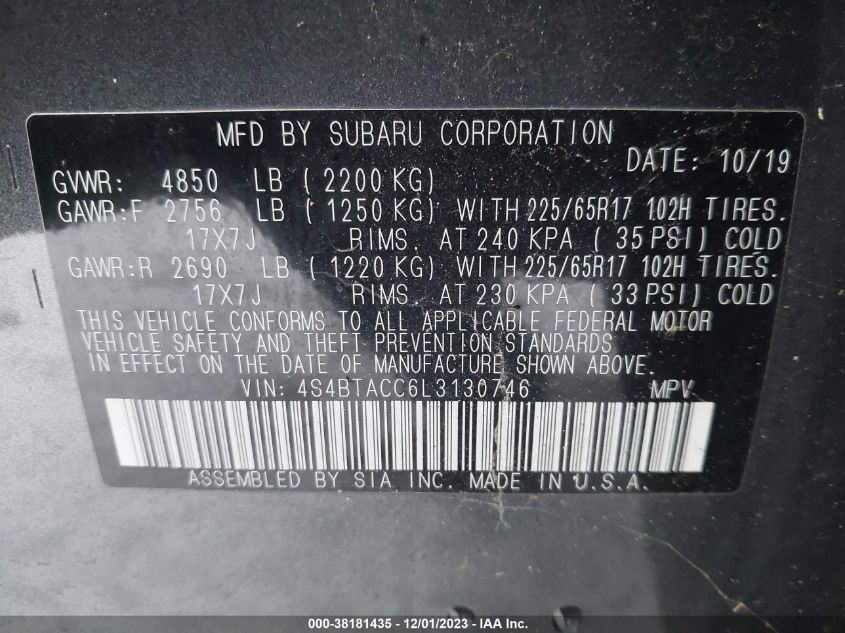 MFD BY SUBARU CORPORATION
DATE: 10/19
GVWR: 4850 LB ( 2200 KG)
GAWR:F 2756 LB ( 1250 KG) WITH 225/65R17 102H TIRES.
17X7J RIMS. AT 240 KPA ( 35 PSI) COLD
GAWR:R 2690 LB ( 1220 KG) WITH 225/65R17 102H TIRES.
17X7J RIMS. AT 230 KPA ( 33 PSI) COLD
THIS VEHICLE CONFORMS TO ALL APPLICABLE FEDERAL MOTOR
VEHICLE SAFETY AND THEFT PREVENTION STANDARDS
IN EFFECT ON THE DATE OF MANUFACTURE SHOWN ABOVE.
VIN: 4S4BTACC6L3130746 MPV
ASSEMBLED BY SIA INC. MADE IN U.S.A.
000-38181435 - 12/01/2023 - IAA Inc.